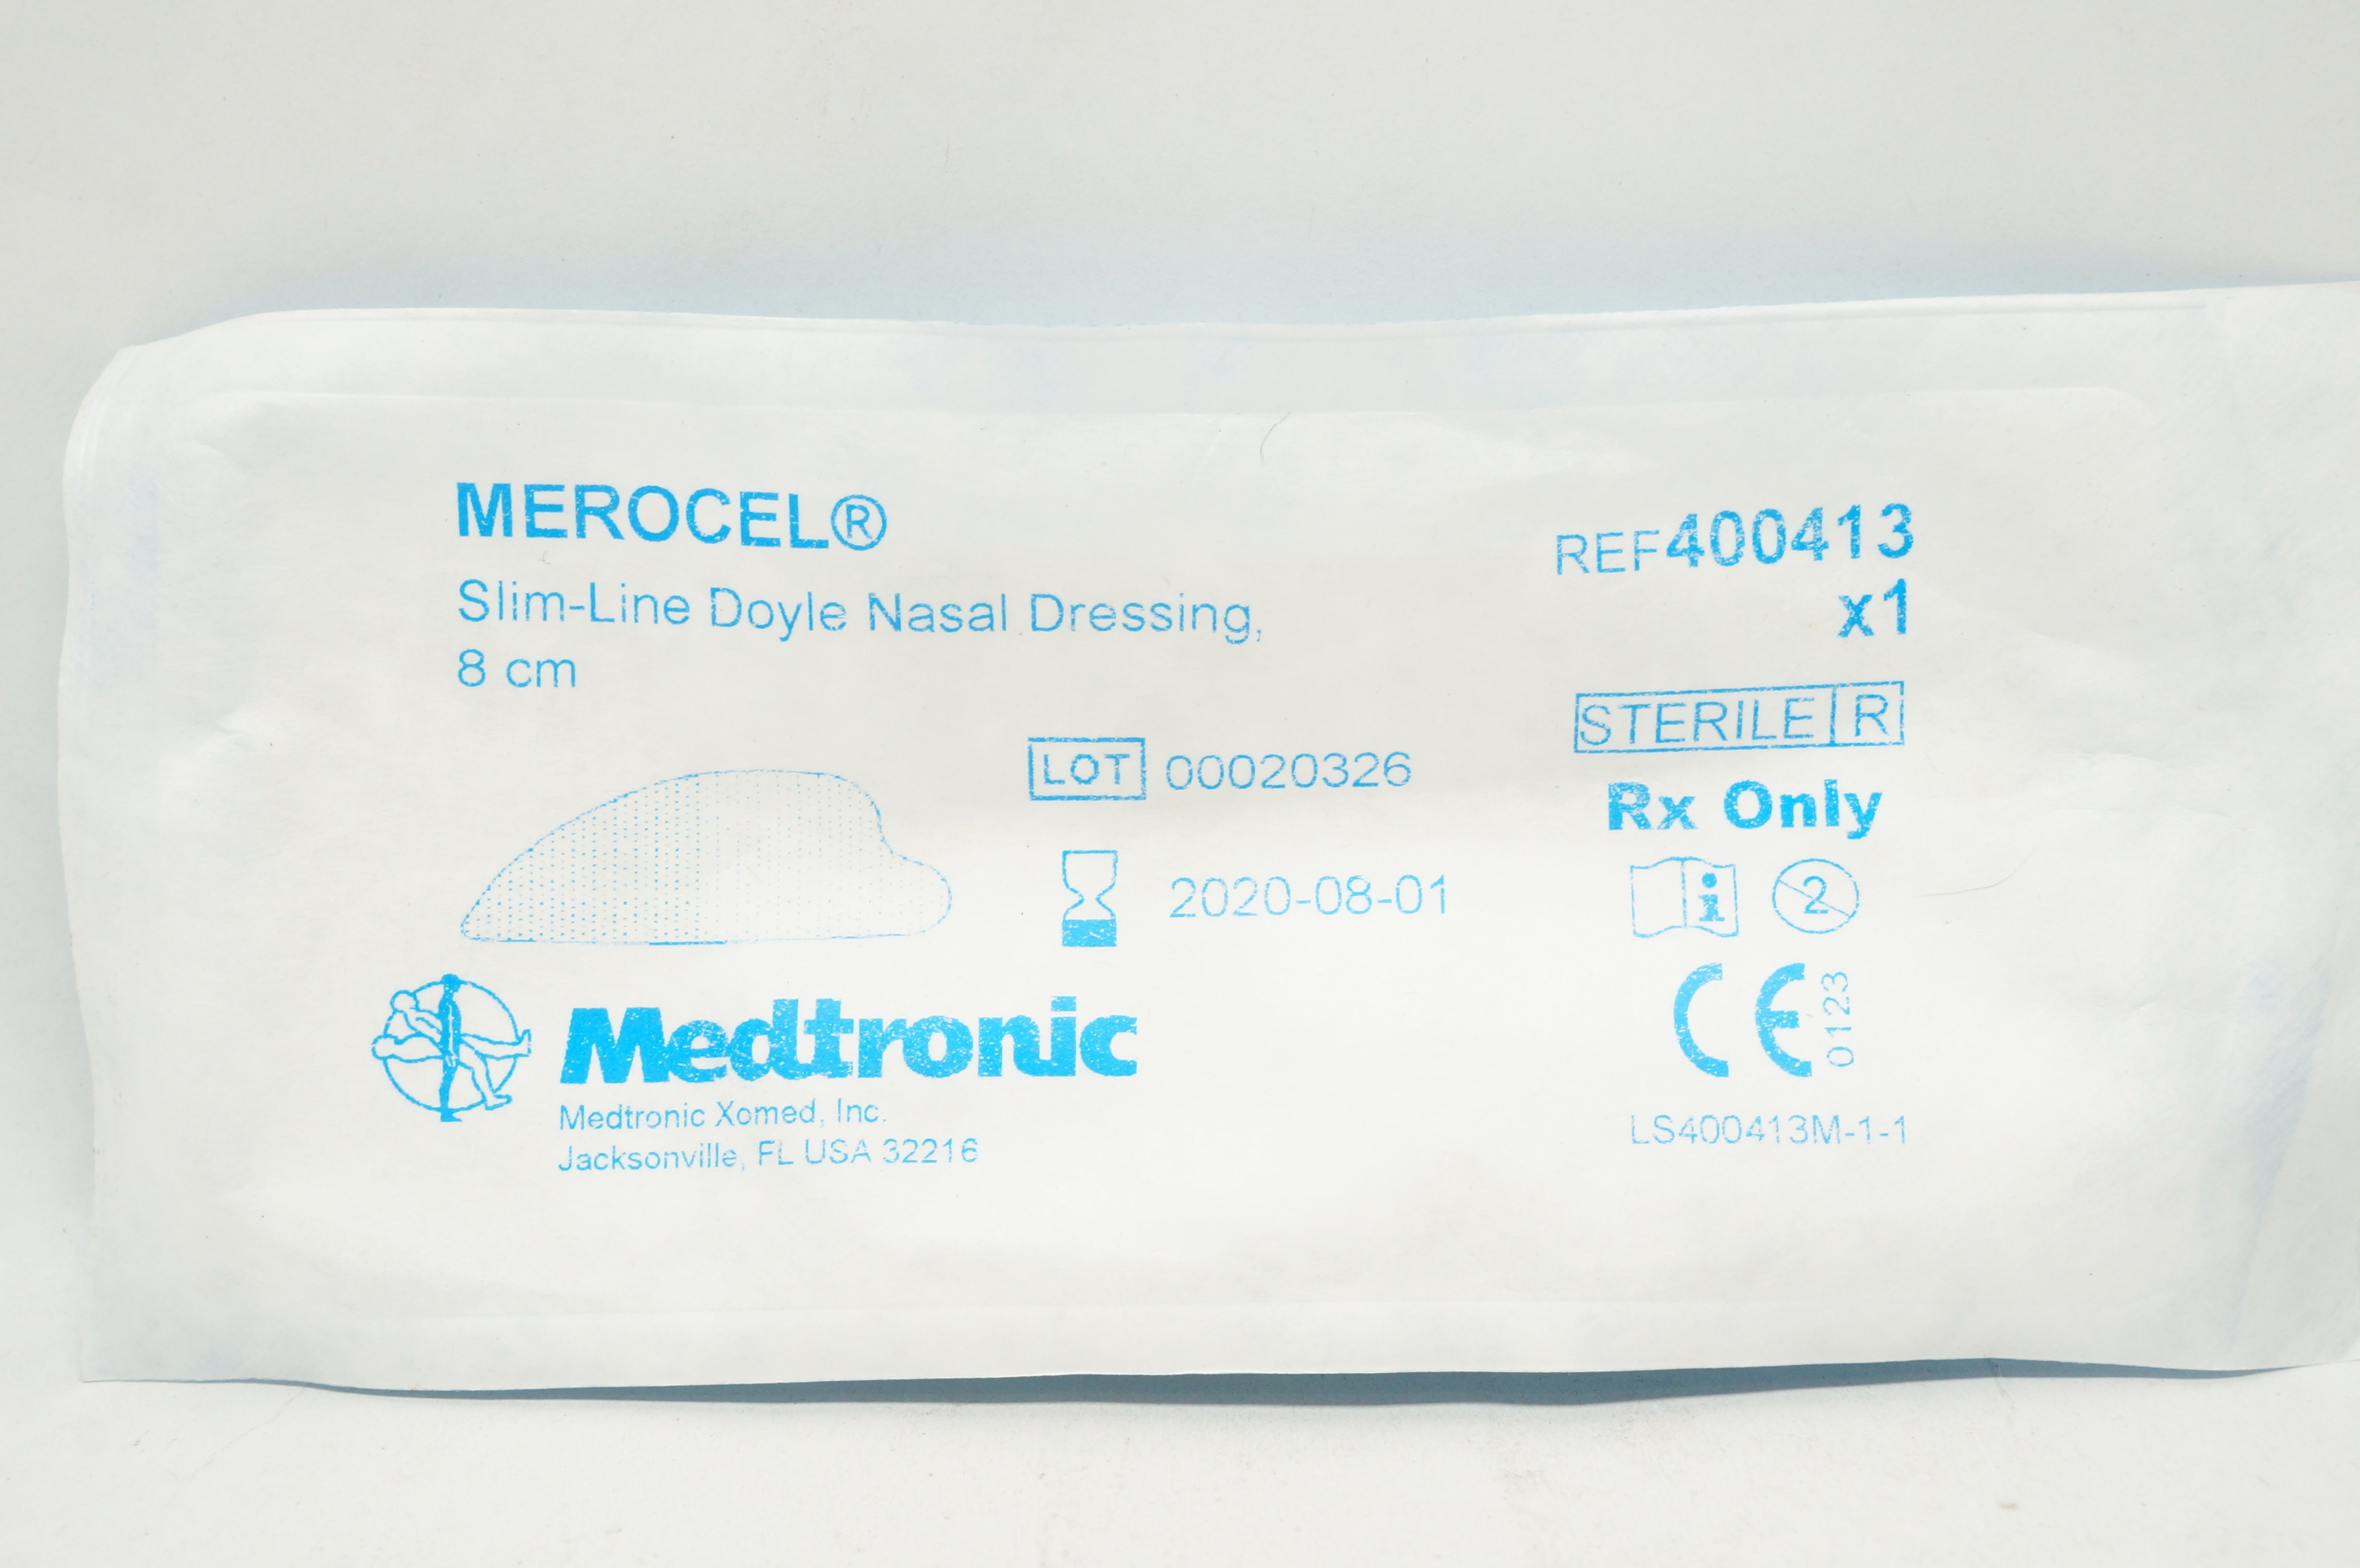 MEROCEL®
Slim-Line Doyle Nasal Dressing,
8 cm
REF400413
x1
STERILE R
LOT 00020326
Rx Only
2020-08-01
i 2
CE 0123
Medtronic
Medtronic Xomed, Inc.
Jacksonville, FL USA 32216
LS400413M-1-1